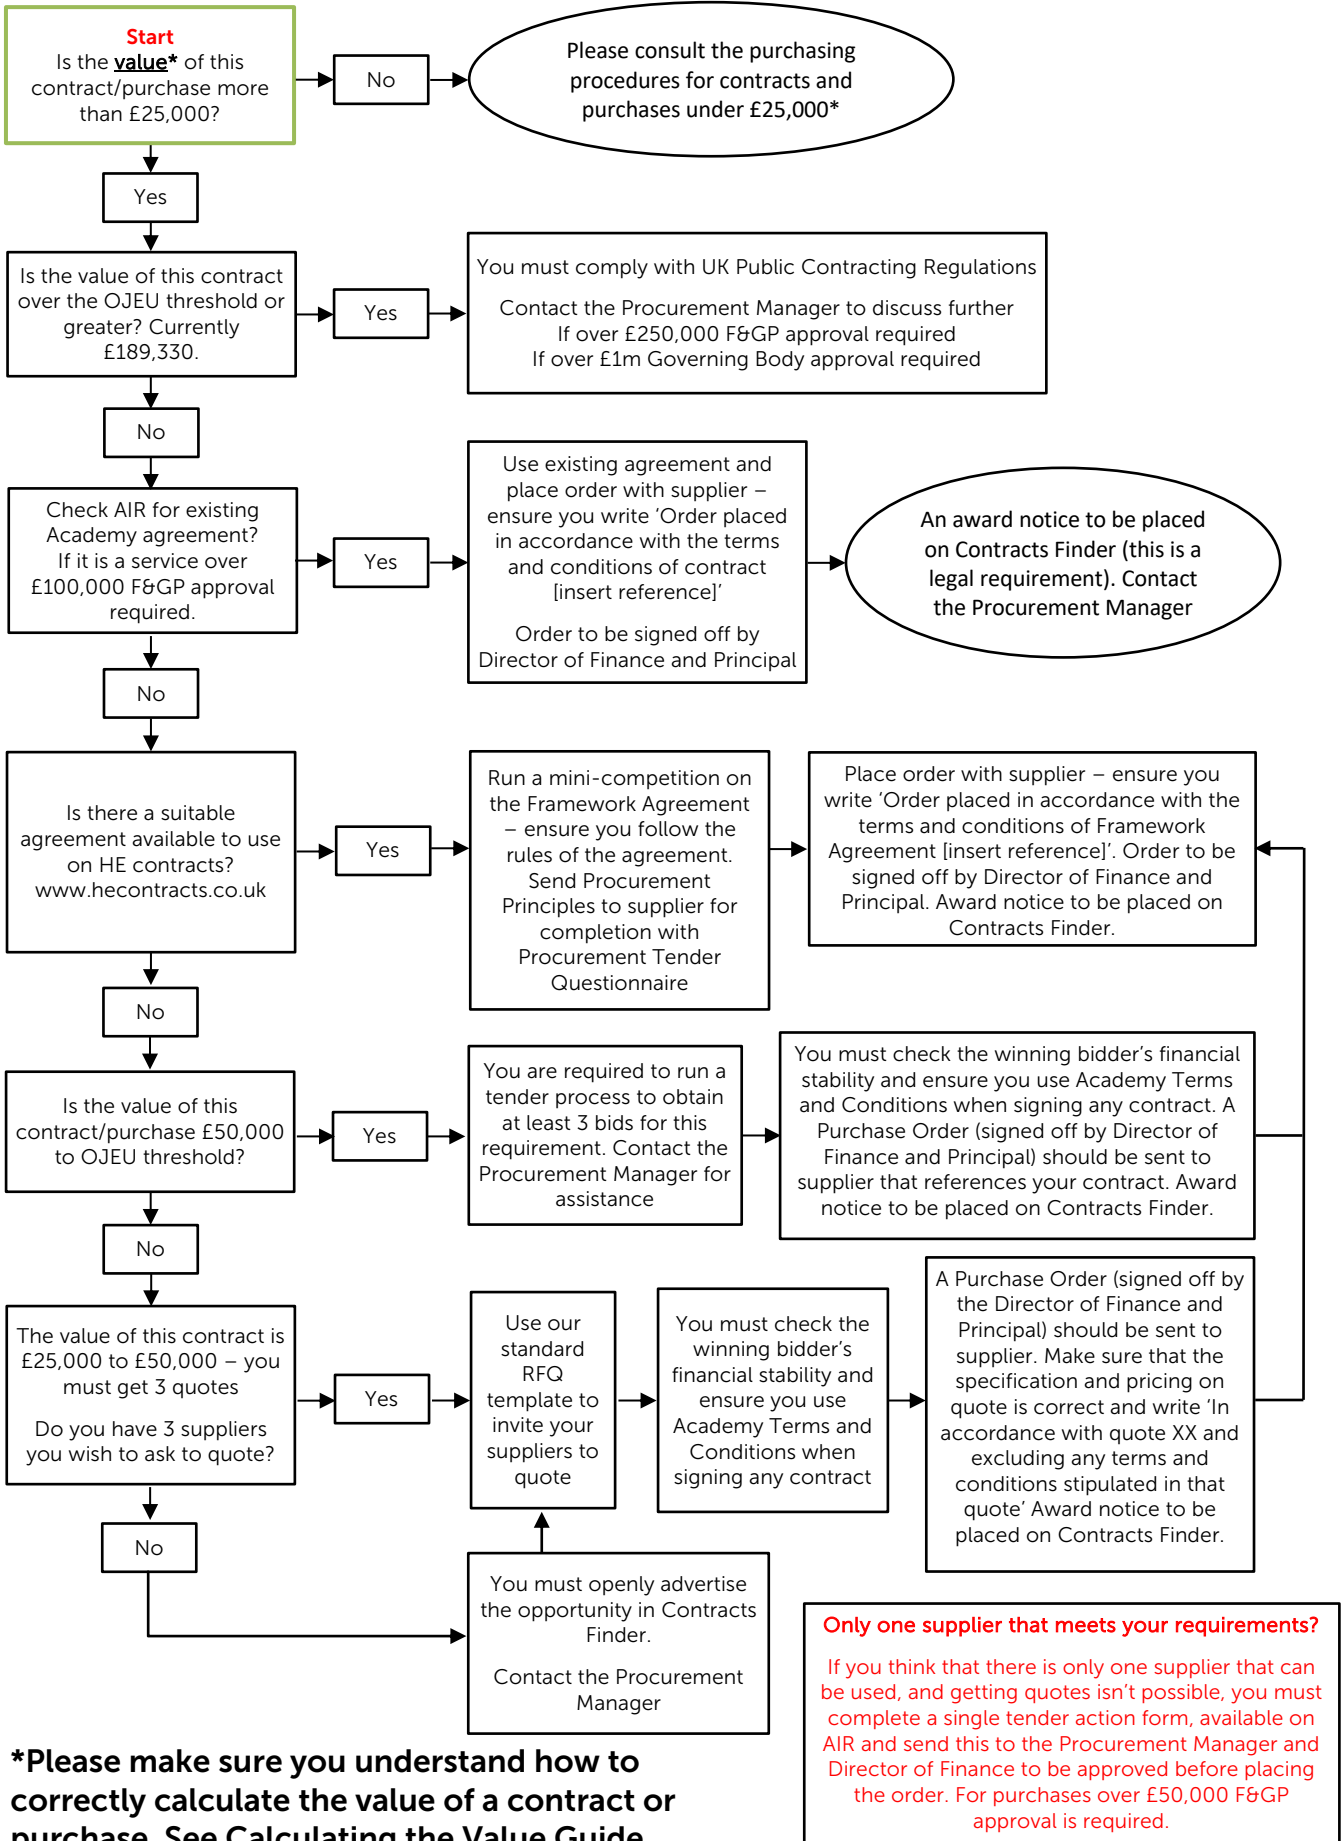 Start
Is the value* of this
contract/purchase more
than £25,000?
No
Please consult the purchasing
procedures for contracts and
purchases under £25,000*
Yes
Is the value of this contract
over the OJEU threshold or
greater? Currently
£189,330.
Yes
You must comply with UK Public Contracting Regulations
Contact the Procurement Manager to discuss further
If over £250,000 F&GP approval required
If over £1m Governing Body approval required
No
Check AIR for existing
Academy agreement?
If it is a service over
£100,000 F&GP approval
required.
Yes
Use existing agreement and
place order with supplier –
ensure you write ‘Order placed
in accordance with the terms
and conditions of contract
[insert reference]’
Order to be signed off by
Director of Finance and Principal
An award notice to be placed
on Contracts Finder (this is a
legal requirement). Contact
the Procurement Manager
No
Is there a suitable
agreement available to use
on HE contracts?
www.hecontracts.co.uk
Yes
Run a mini-competition on
the Framework Agreement
– ensure you follow the
rules of the agreement.
Send Procurement
Principles to supplier for
completion with
Procurement Tender
Questionnaire
Place order with supplier – ensure you
write ‘Order placed in accordance with the
terms and conditions of Framework
Agreement [insert reference]’. Order to be
signed off by Director of Finance and
Principal. Award notice to be placed on
Contracts Finder.
No
Is the value of this
contract/purchase £50,000
to OJEU threshold?
Yes
You are required to run a
tender process to obtain
at least 3 bids for this
requirement. Contact the
Procurement Manager for
assistance
You must check the winning bidder’s financial
stability and ensure you use Academy Terms
and Conditions when signing any contract. A
Purchase Order (signed off by Director of
Finance and Principal) should be sent to
supplier that references your contract. Award
notice to be placed on Contracts Finder.
No
The value of this contract is
£25,000 to £50,000 – you
must get 3 quotes
Do you have 3 suppliers
you wish to ask to quote?
Yes
Use our
standard
RFQ
template to
invite your
suppliers to
quote
You must check the
winning bidder’s
financial stability and
ensure you use
Academy Terms and
Conditions when
signing any contract
A Purchase Order (signed off by
the Director of Finance and
Principal) should be sent to
supplier. Make sure that the
specification and pricing on
quote is correct and write ‘In
accordance with quote XX and
excluding any terms and
conditions stipulated in that
quote’ Award notice to be
placed on Contracts Finder.
No
You must openly advertise
the opportunity in Contracts
Finder.
Contact the Procurement
Manager
Only one supplier that meets your requirements?
If you think that there is only one supplier that can
be used, and getting quotes isn’t possible, you must
complete a single tender action form, available on
AIR and send this to the Procurement Manager and
Director of Finance to be approved before placing
the order. For purchases over £50,000 F&GP
approval is required.
*Please make sure you understand how to
correctly calculate the value of a contract or
purchase. See Calculating the Value Guide